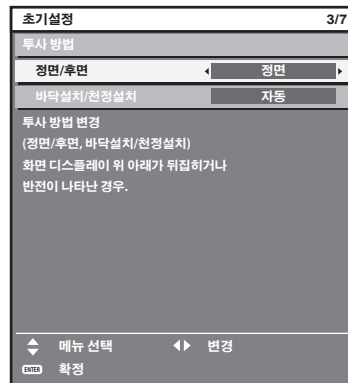 초기설정 3/7
투사 방법
정면/후면 정면
바닥설치/천정설치 자동
투사 방법 변경
(정면/후면, 바닥설치/천정설치)
화면 디스플레이 위 아래가 뒤집히거나
반전이 나타난 경우.
메뉴 선택 변경
ENTER 확정